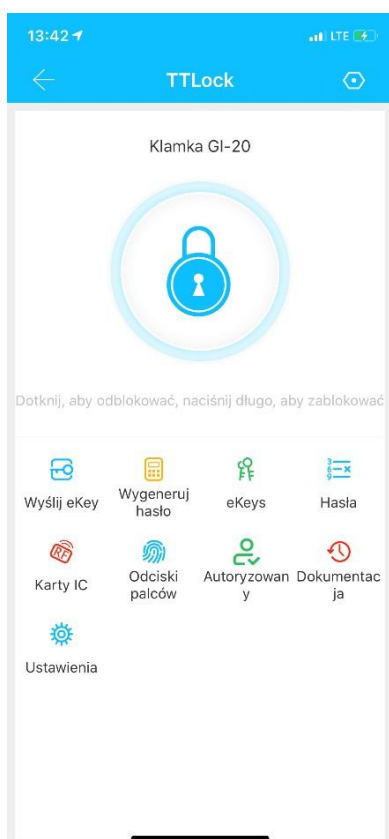 13:42
LTE
TTLock
Klamka GI-20
Dotknij, aby odblokować, naciśnij długo, aby zablokować
Wyślij eKey
Wygeneruj
hasło
eKeys
Hasła
Karty IC
Odciski
palców
Autoryzowan
y
Dokumentac
ja
Ustawienia